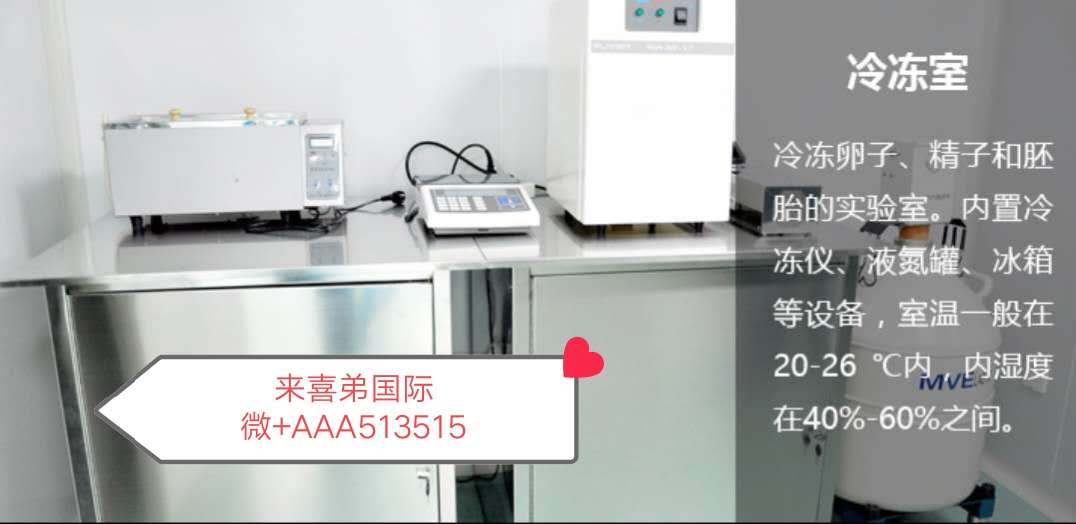 冷冻室
冷冻卵子、精子和胚
胎的实验室。内置冷
冻仪、液氮罐、冰箱
等设备，室温一般在
20-26 ℃内，内湿度
在40%-60%之间。
MVE
来喜弟国际
微+AAA513515